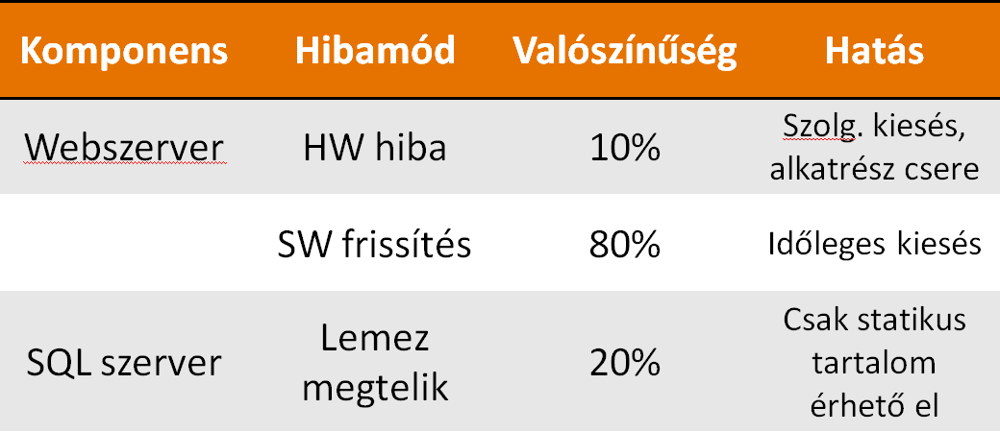 Komponens Hibamód Valószínűség Hatás
Webszerver HW hiba 10% Szolg. kiesés,
alkatrész csere
SW frissítés 80% Időleges kiesés
SQL szerver Lemez
megtelik 20% Csak statikus
tartalom
érhető el